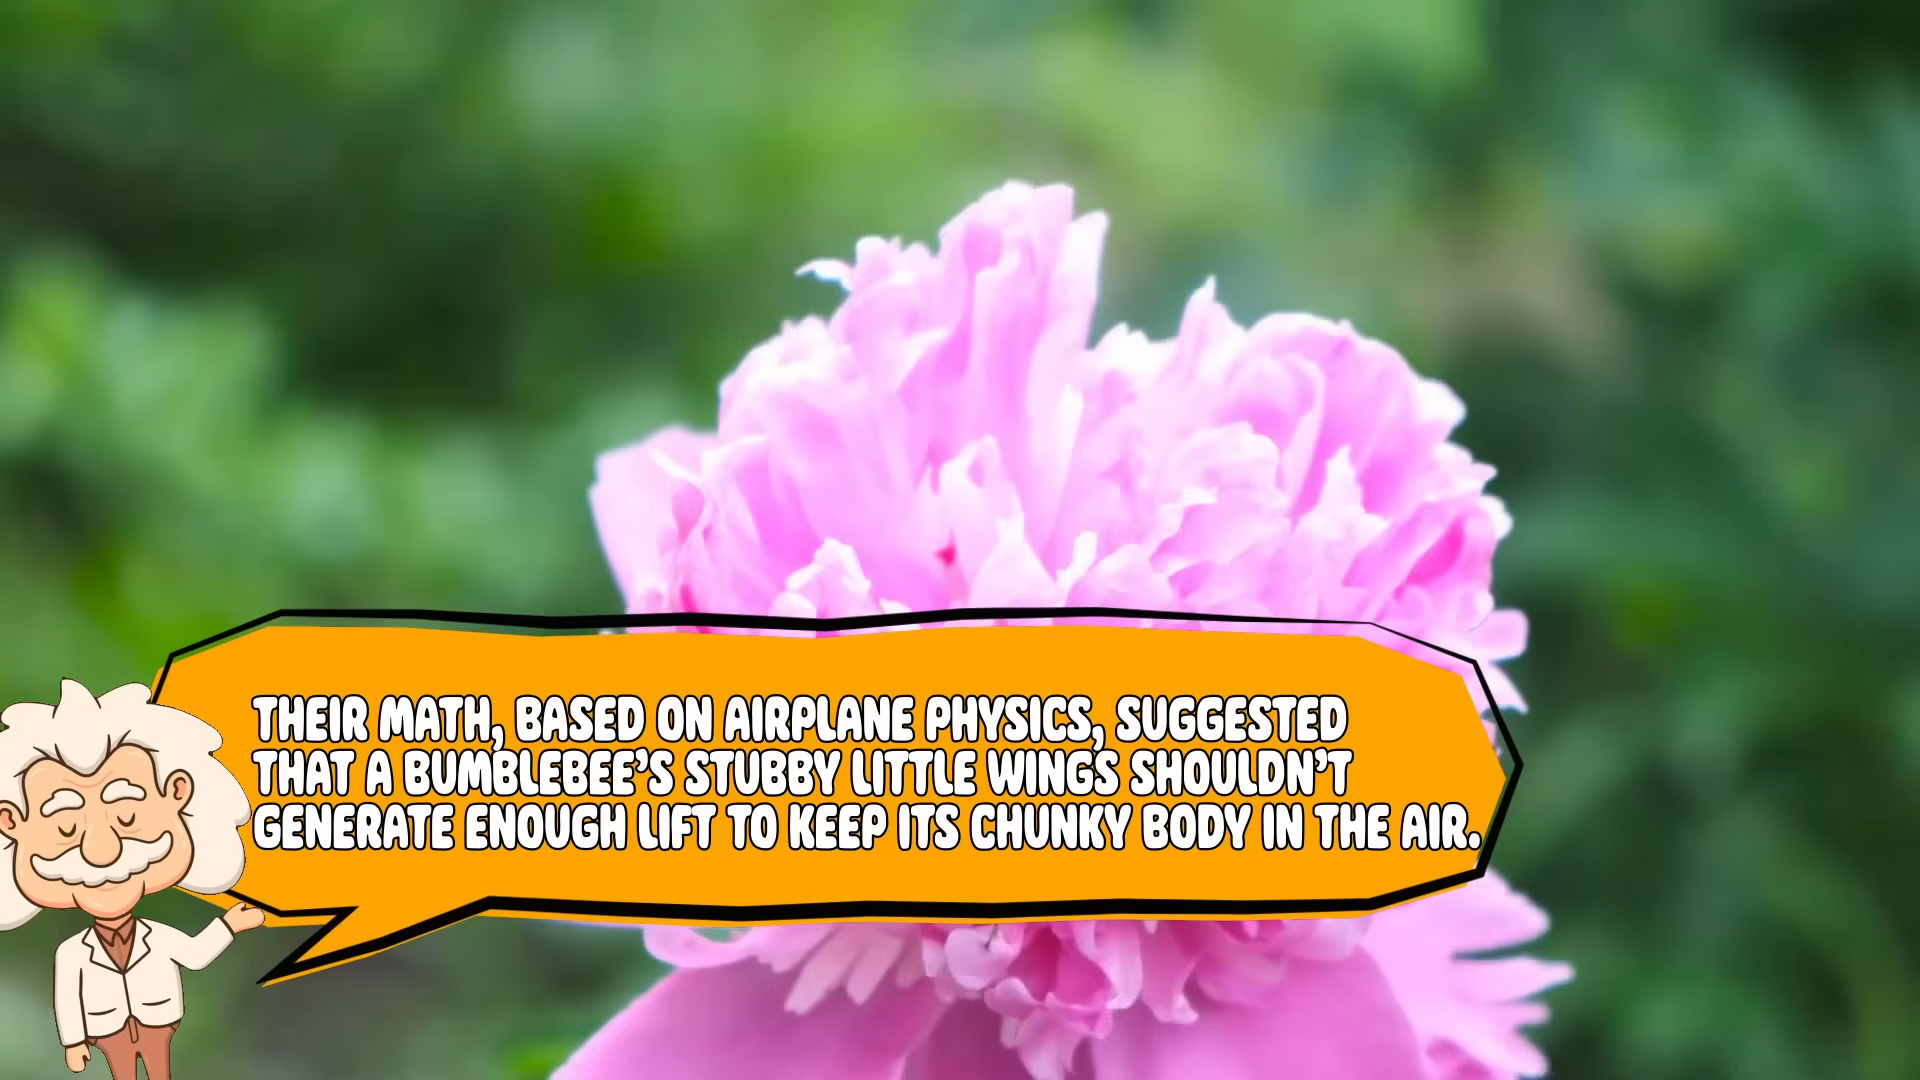 THEIR MATH, BASED ON AIRPLANE PHYSICS, SUGGESTED
THAT A BUMBLEBEE'S STUBBY LITTLE WINGS SHOULDN'T
GENERATE ENOUGH LIFT TO KEEP ITS CHUNKY BODY IN THE AIR.